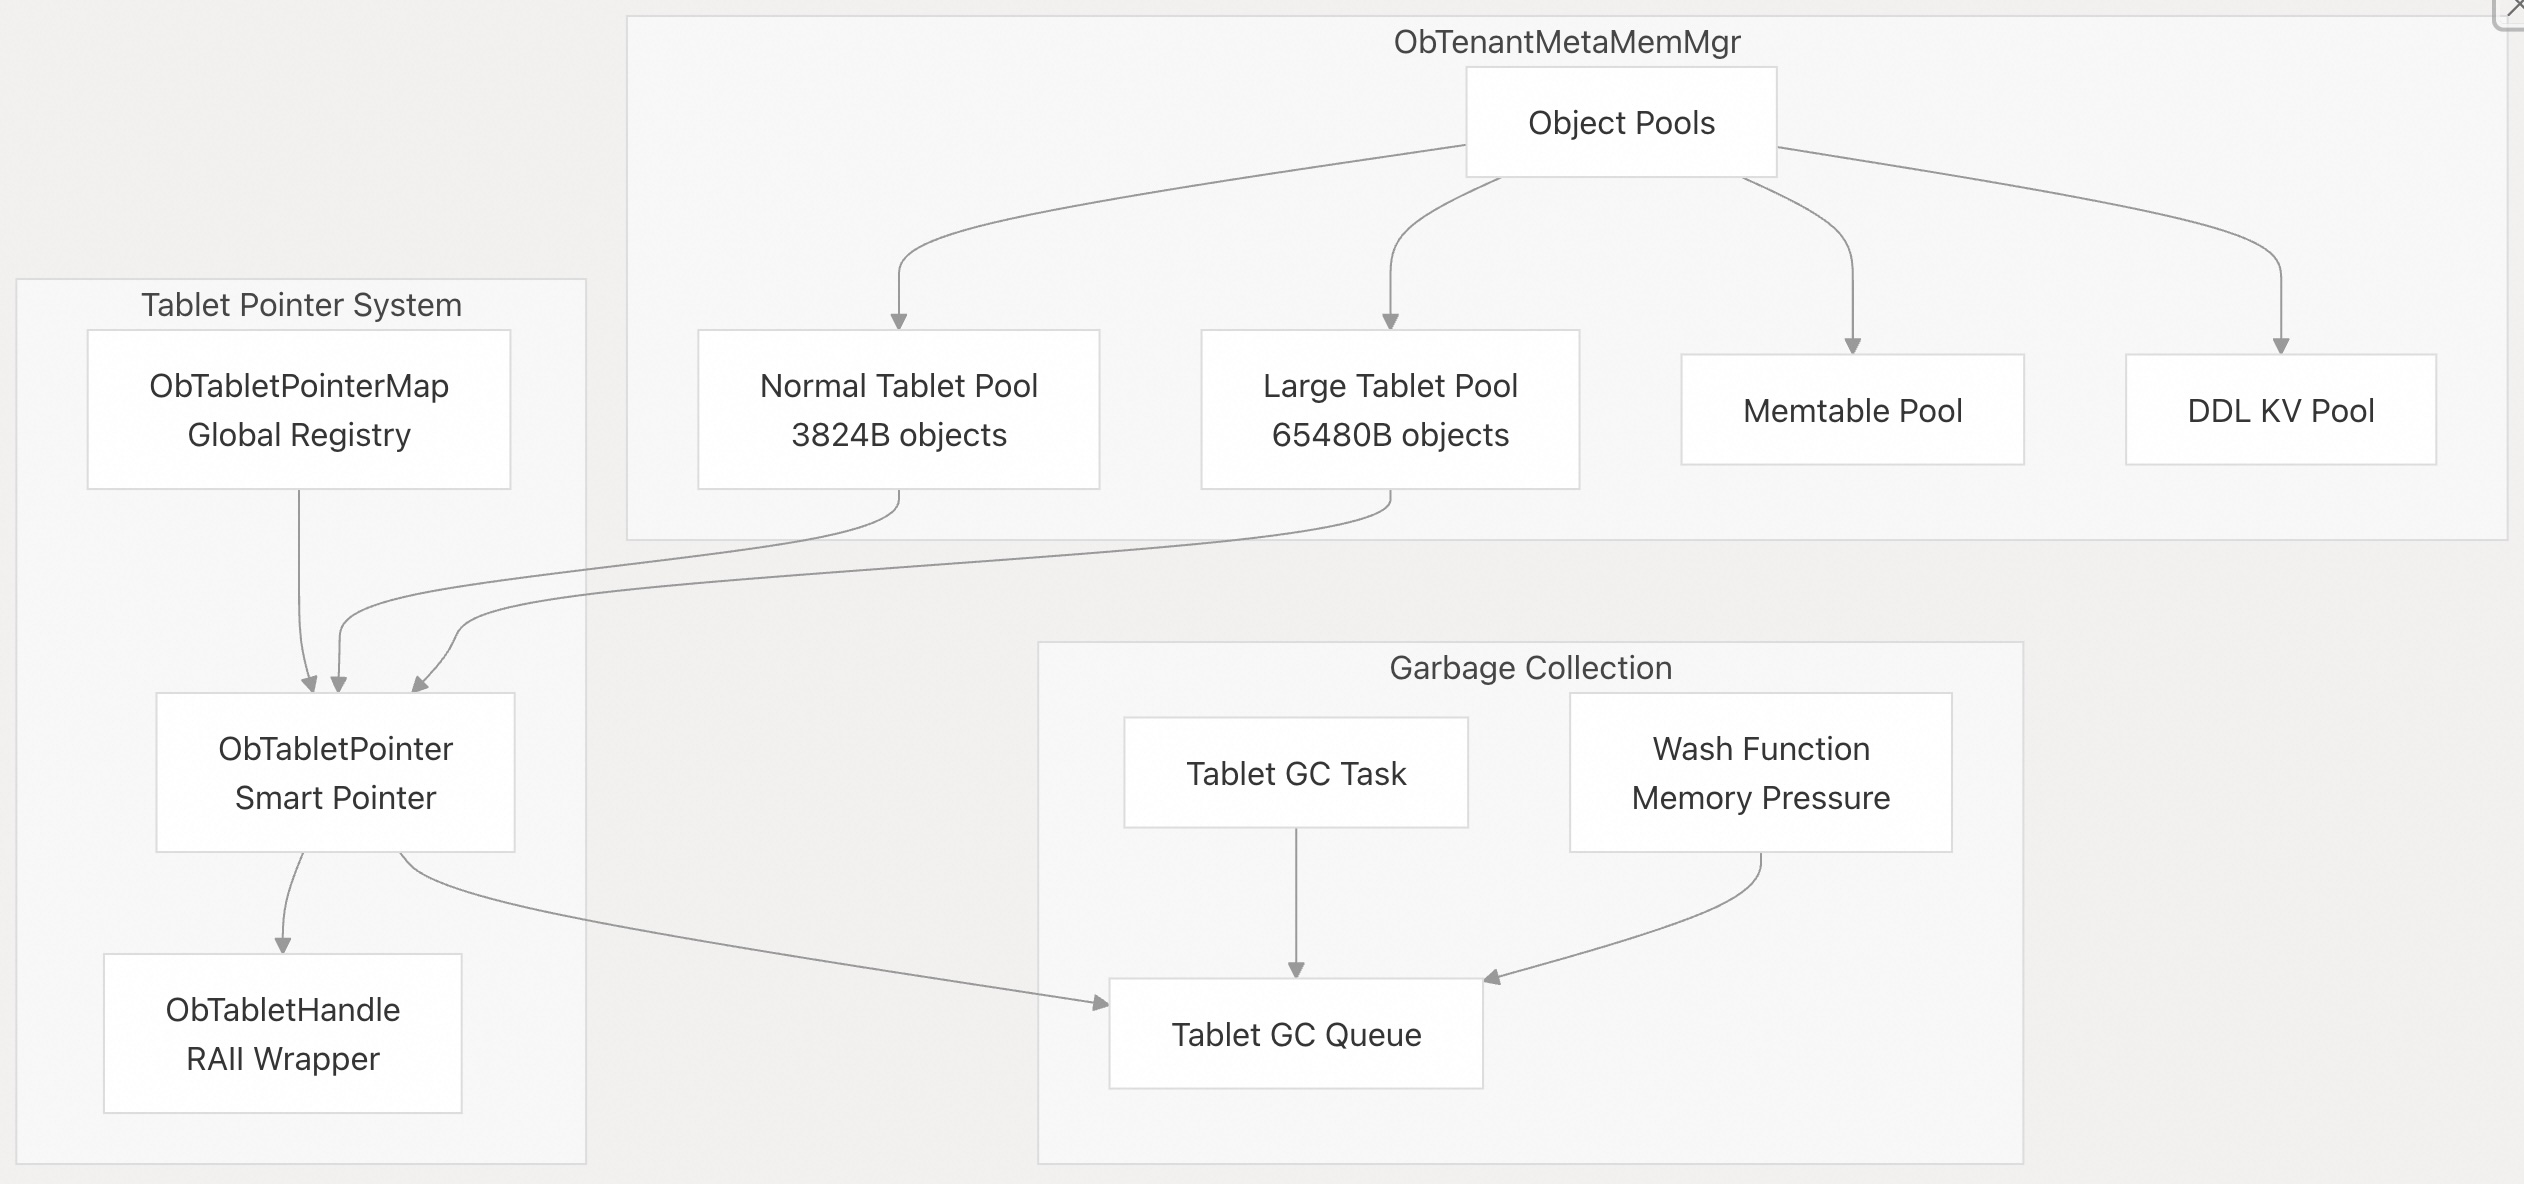 ObTenantMetaMemMgr
Object Pools
Normal Tablet Pool
3824B objects
Large Tablet Pool
65480B objects
Memtable Pool
DDL KV Pool
Tablet Pointer System
ObTabletPointerMap
Global Registry
ObTabletPointer
Smart Pointer
ObTabletHandle
RAII Wrapper
Garbage Collection
Tablet GC Task
Wash Function
Memory Pressure
Tablet GC Queue